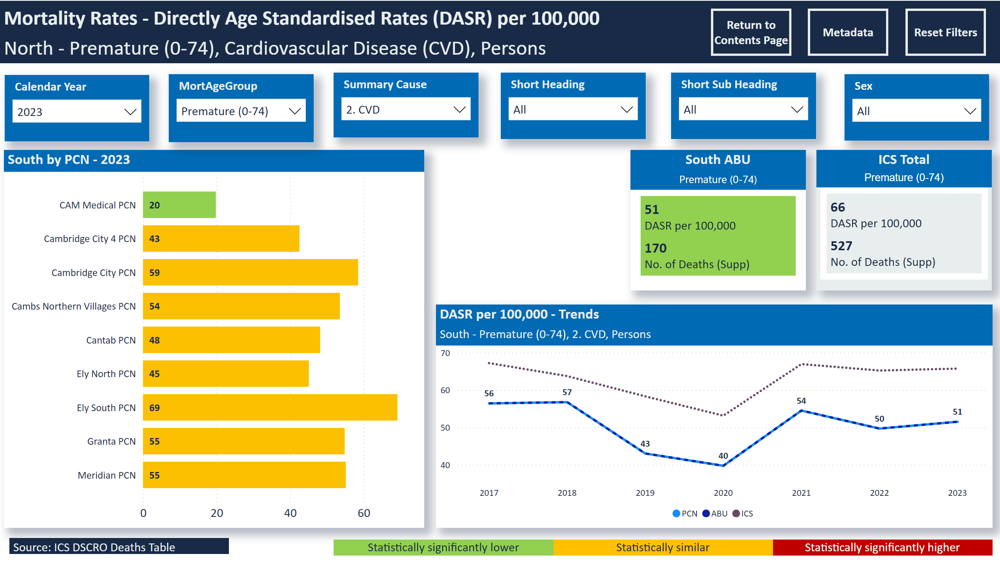 Mortality Rates - Directly Age Standardised Rates (DASR) per 100,000
North - Premature (0-74), Cardiovascular Disease (CVD), Persons
Return to
Contents Page
Metadata
Reset Filters
Calendar Year
2023
MortAgeGroup
Premature (0-74)
Summary Cause
2. CVD
Short Heading
All
Short Sub Heading
All
Sex
All
South by PCN - 2023
CAM Medical PCN 20
Cambridge City 4 PCN 43
Cambridge City PCN 59
Cambs Northern Villages PCN 54
Cantab PCN 48
Ely North PCN 45
Ely South PCN 69
Granta PCN 55
Meridian PCN 55
0 20 40 60
South ABU
Premature (0-74)
51
DASR per 100,000
170
No. of Deaths (Supp)
ICS Total
Premature (0-74)
66
DASR per 100,000
527
No. of Deaths (Supp)
DASR per 100,000 - Trends
South - Premature (0-74), 2. CVD, Persons
70
60
50
40
56 57 43 40 54 50 51
2017 2018 2019 2020 2021 2022 2023
PCN ABU ICS
Source: ICS DSCRO Deaths Table
Statistically significantly lower
Statistically similar
Statistically significantly higher